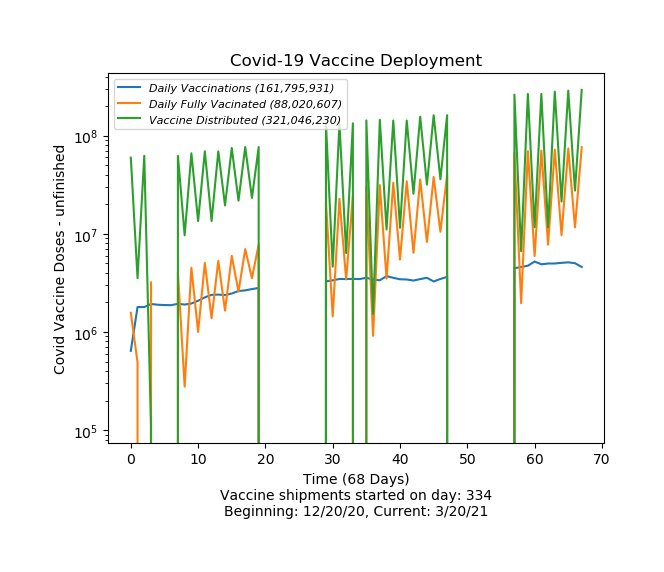 Covid-19 Vaccine Deployment
Daily Vaccinations (161,795,931)
Daily Fully Vacinated (88,020,607)
Vaccine Distributed (321,046,230)
Covid Vaccine Doses - unfinished
10^8
10^7
10^6
10^5
0 10 20 30 40 50 60 70
Time (68 Days)
Vaccine shipments started on day: 334
Beginning: 12/20/20, Current: 3/20/21